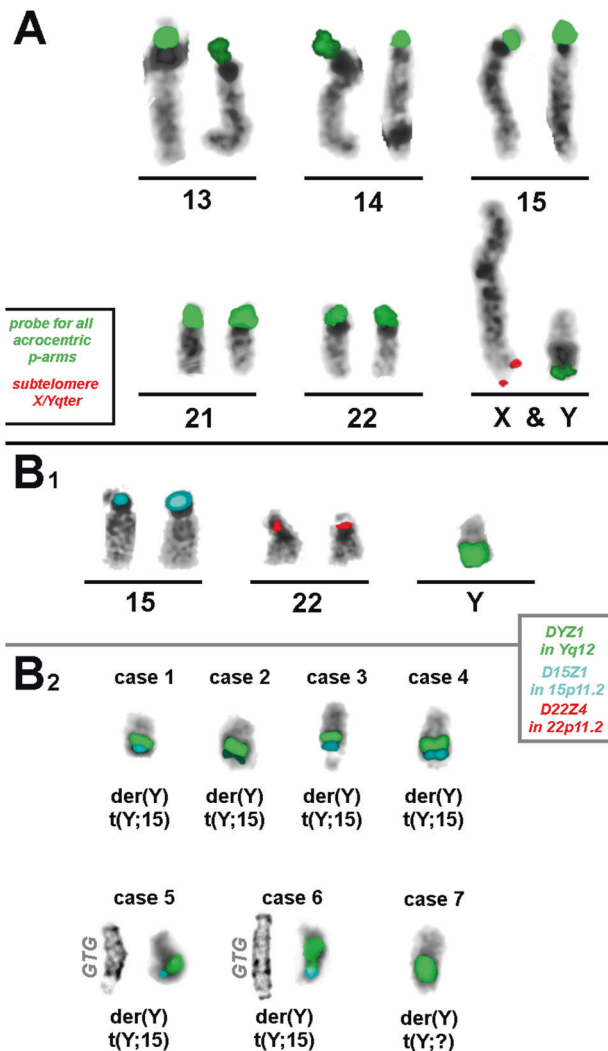 A
13 14 15
probe for all
acrocentric
p-arms
subtelomere
X/Yqter
21 22 X & Y
B1
15 22 Y
DYZ1
in Yq12
D15Z1
in 15p11.2
D22Z4
in 22p11.2
B2
case 1 case 2 case 3 case 4
der(Y) der(Y) der(Y) der(Y)
t(Y;15) t(Y;15) t(Y;15) t(Y;15)
case 5 case 6 case 7
GTG GTG
der(Y) der(Y) der(Y)
t(Y;15) t(Y;15) t(Y;?)